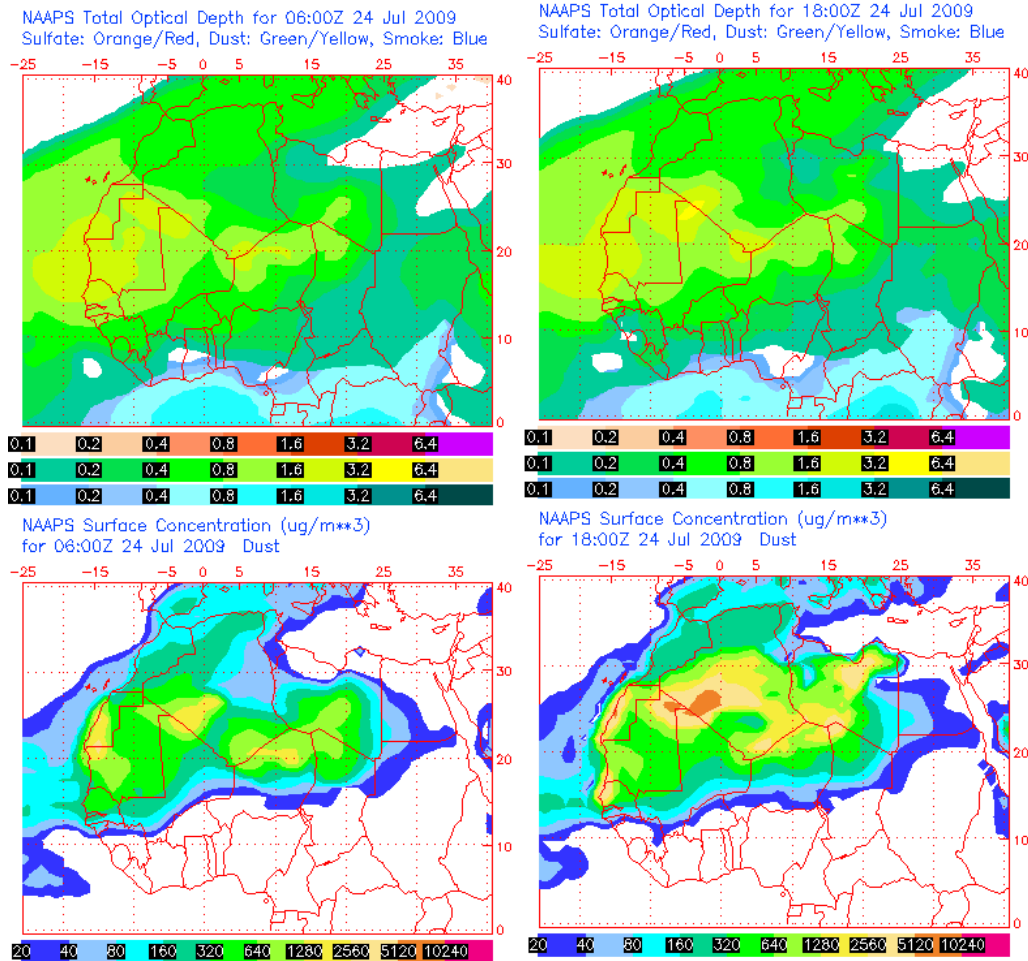 NAAPS Total Optical Depth for 06:00Z 24 Jul 2009
Sulfate: Orange/Red, Dust: Green/Yellow, Smoke: Blue
-25 -15 -5 0 5 15 25 35
40
30
20
10
0
0.1 0.2 0.4 0.8 1.6 3.2 6.4
0.1 0.2 0.4 0.8 1.6 3.2 6.4
0.1 0.2 0.4 0.8 1.6 3.2 6.4
NAAPS Total Optical Depth for 18:00Z 24 Jul 2009
Sulfate: Orange/Red, Dust: Green/Yellow, Smoke: Blue
-25 -15 -5 0 5 15 25 35
40
30
20
10
0
0.1 0.2 0.4 0.8 1.6 3.2 6.4
0.1 0.2 0.4 0.8 1.6 3.2 6.4
0.1 0.2 0.4 0.8 1.6 3.2 6.4
NAAPS Surface Concentration (ug/m**3)
for 06:00Z 24 Jul 2009 Dust
-25 -15 -5 0 5 15 25 35
40
30
20
10
0
20 40 80 160 320 640 1280 2560 5120 10240
NAAPS Surface Concentration (ug/m**3)
for 18:00Z 24 Jul 2009 Dust
-25 -15 -5 0 5 15 25 35
40
30
20
10
0
20 40 80 160 320 640 1280 2560 5120 10240